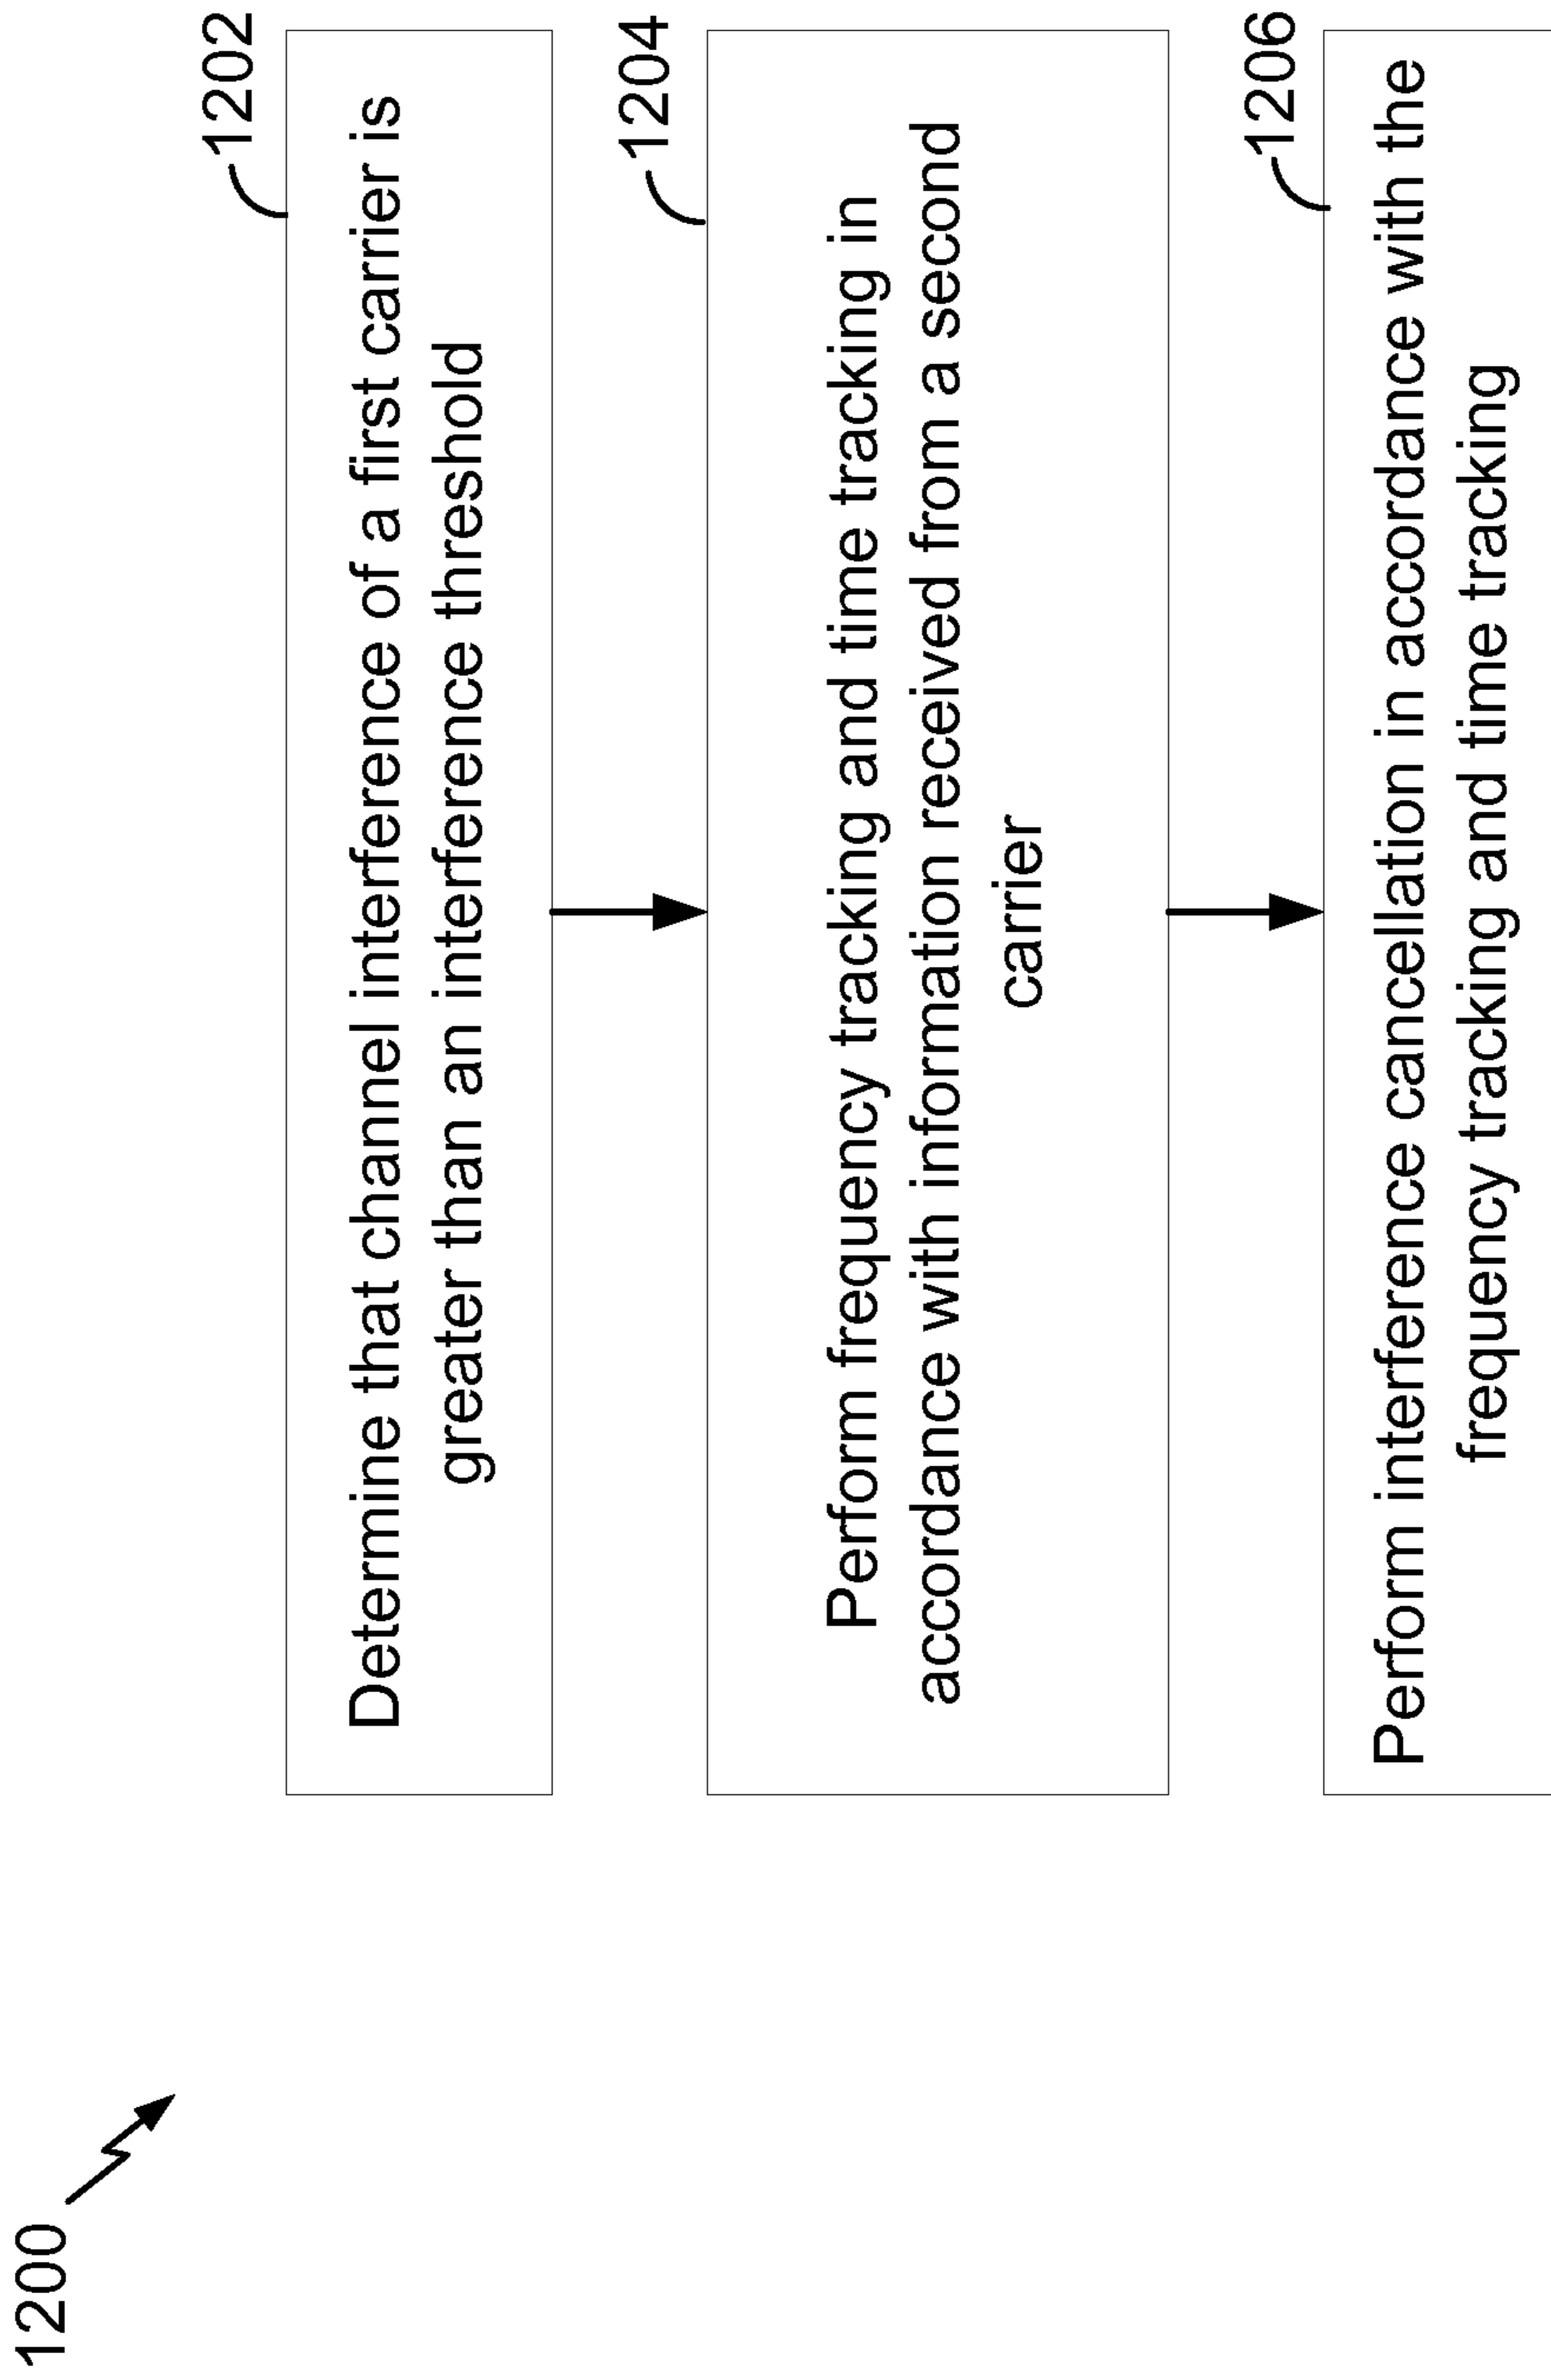 1200
1202
Determine that channel interference of a first carrier is
greater than an interference threshold
1204
Perform frequency tracking and time tracking in
accordance with information received from a second
carrier
1206
Perform interference cancellation in accordance with the
frequency tracking and time tracking